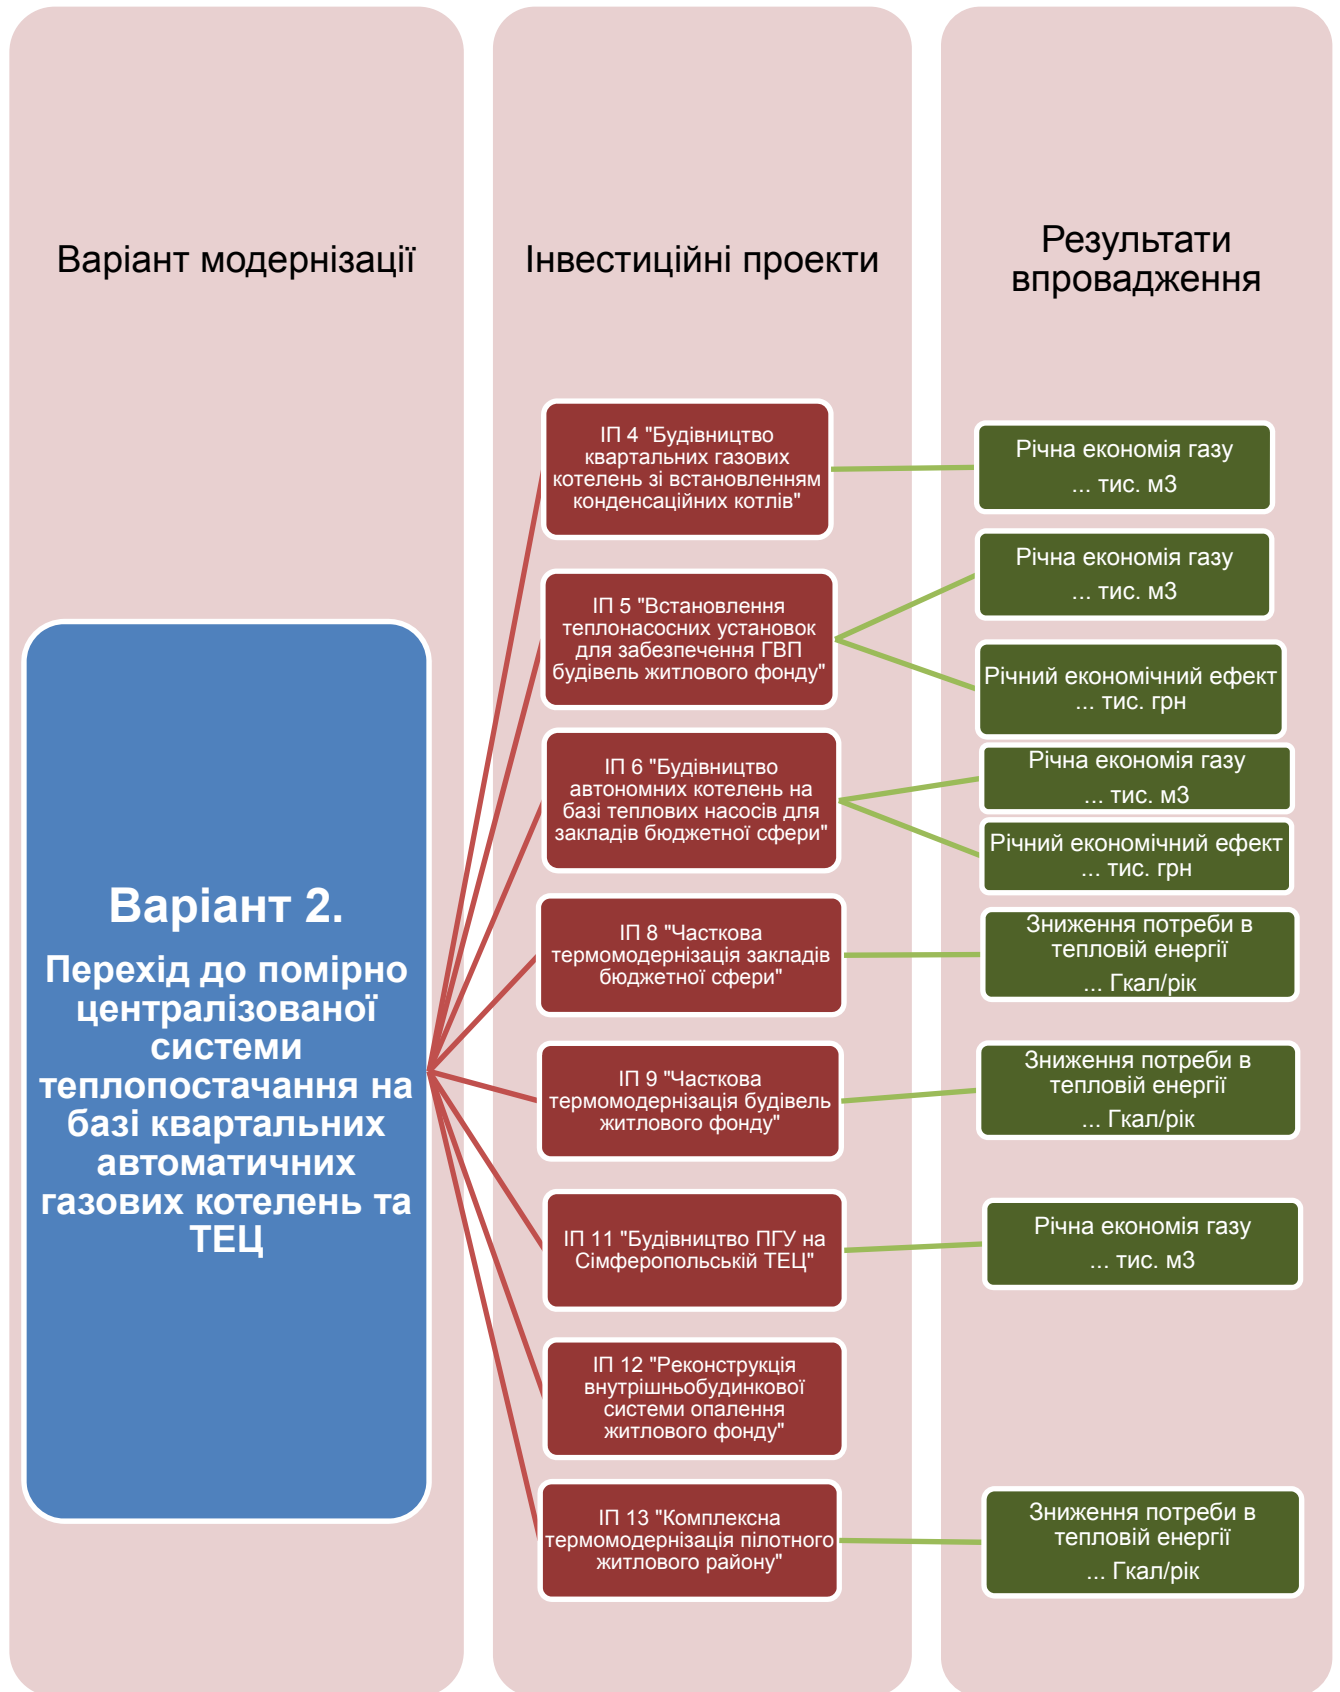 Варіант модернізації
Інвестиційні проекти
Результати
впровадження
Варіант 2.
Перехід до помірно
централізованої
системи
теплопостачання на
базі квартальних
автоматичних
газових котелень та
ТЕЦ
ІП 4 "Будівництво
квартальних газових
котелень зі встановленням
конденсаційних котлів"
Річна економія газу
... тис. м3
ІП 5 "Встановлення
теплонасосних установок
для забезпечення ГВП
будівель житлового фонду"
Річна економія газу
... тис. м3
Річний економічний ефект
... тис. грн
ІП 6 "Будівництво
автономних котелень на
базі теплових насосів для
закладів бюджетної сфери"
Річна економія газу
... тис. м3
Річний економічний ефект
... тис. грн
ІП 8 "Часткова
термомодернізація закладів
бюджетної сфери"
Зниження потреби в
тепловій енергії
... Гкал/рік
ІП 9 "Часткова
термомодернізація будівель
житлового фонду"
Зниження потреби в
тепловій енергії
... Гкал/рік
ІП 11 "Будівництво ПГУ на
Сімферопольській ТЕЦ"
Річна економія газу
... тис. м3
ІП 12 "Реконструкція
внутрішньобудинкової
системи опалення
житлового фонду"
ІП 13 "Комплексна
термомодернізація пілотного
житлового району"
Зниження потреби в
тепловій енергії
... Гкал/рік